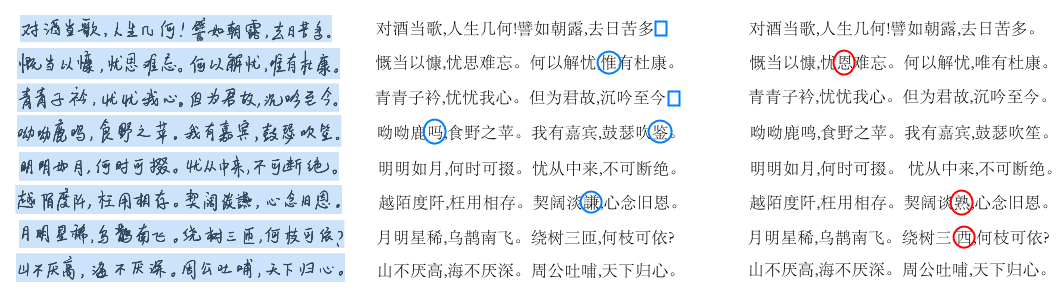 对酒当歌,人生几何!譬如朝露,去日苦多。
慨当以慷,忧思难忘。何以解忧,唯有杜康。
青青子衿,忧忧我心。但为君故,沉吟至今。
呦呦鹿鸣,食野之苹。我有嘉宾,鼓瑟吹笙。
明明如月,何时可掇。忧从中来,不可断绝。
越陌度阡,枉用相存。契阔谈讌,心念旧恩。
月明星稀,乌鹊南飞。绕树三匝,何枝可依?
山不厌高,海不厌深。周公吐哺,天下归心。
对酒当歌,人生几何!譬如朝露,去日苦多
慨当以慷,忧思难忘。何以解忧,惟有杜康。
青青子衿,忧忧我心。但为君故,沉吟至今
呦呦鹿吗,食野之苹。我有嘉宾,鼓瑟吹鉴。
明明如月,何时可掇。忧从中来,不可断绝。
越陌度阡,枉用相存。契阔谈謙,心念旧恩。
月明星稀,乌鹊南飞。绕树三匝,何枝可依?
山不厌高,海不厌深。周公吐哺,天下归心。
对酒当歌,人生几何!譬如朝露,去日苦多。
慨当以慷,忧恩难忘。何以解忧,唯有杜康。
青青子衿,忧忧我心。但为君故,沉吟至今。
呦呦鹿鸣,食野之苹。我有嘉宾,鼓瑟吹笙。
明明如月,何时可掇。忧从中来,不可断绝。
越陌度阡,枉用相存。契阔谈熟,心念旧恩。
月明星稀,乌鹊南飞。绕树三西,何枝可依?
山不厌高,海不厌深。周公吐哺,天下归心。